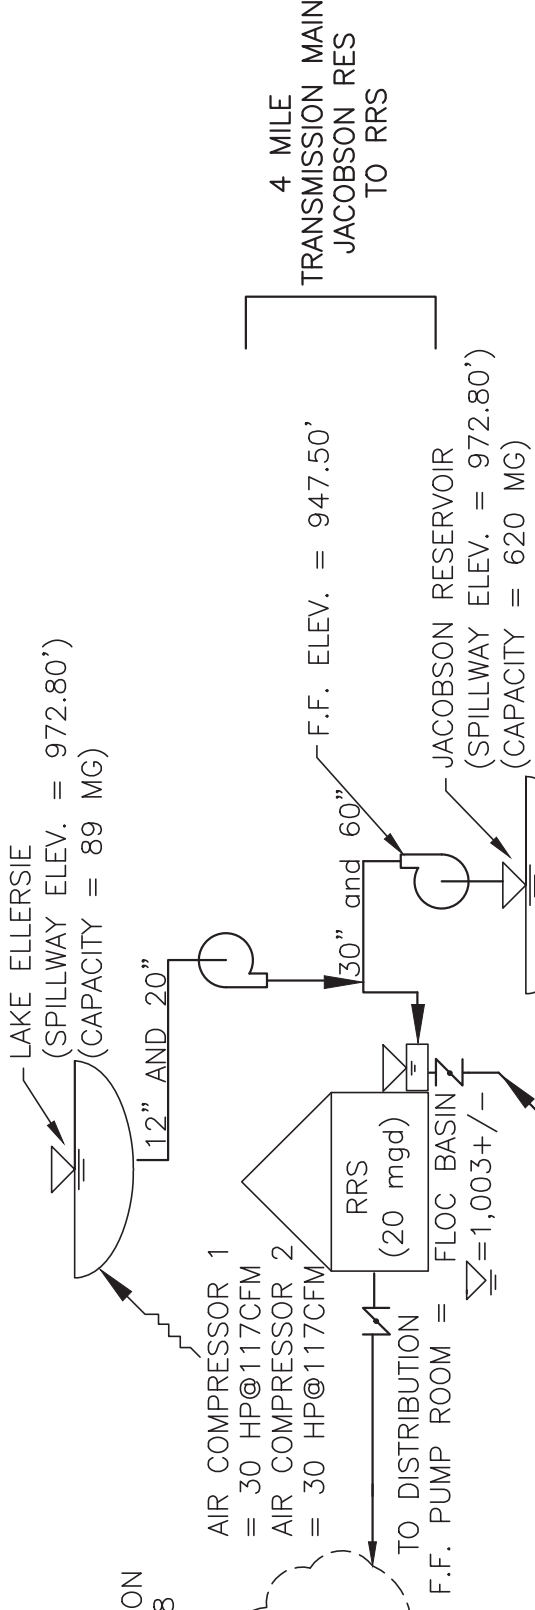 4 MILE
TRANSMISSION MAIN
JACOBSON RES
TO RRS
LAKE ELLERSIE
(SPILLWAY ELEV. = 972.80')
(CAPACITY = 89 MG)
12" AND 20"
F.F. ELEV. = 947.50'
30" and 60"
JACOBSON RESERVOIR
(SPILLWAY ELEV. = 972.80')
(CAPACITY = 620 MG)
AIR COMPRESSOR 1
= 30 HP@117CFM
AIR COMPRESSOR 2
= 30 HP@117CFM
RRS
(20 mgd)
FLOC BASIN
=1,003+/-
TO DISTRIBUTION
F.F. PUMP ROOM =
ON
8